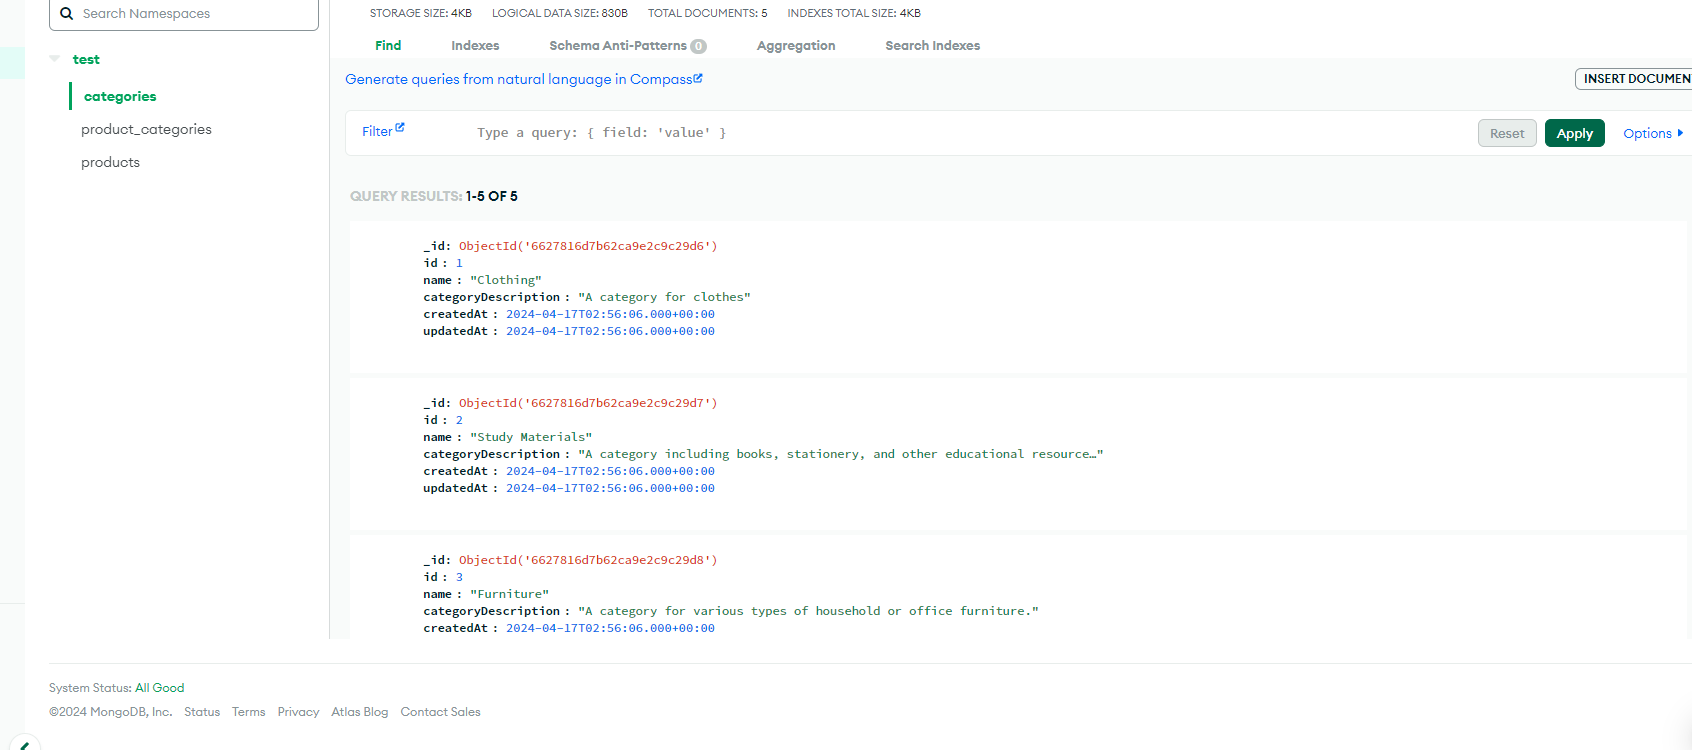 Search Namespaces
STORAGE SIZE: 4KB LOGICAL DATA SIZE: 830B TOTAL DOCUMENTS: 5 INDEXES TOTAL SIZE: 4KB
Find Indexes Schema Anti-Patterns 0 Aggregation Search Indexes
test
categories
product_categories
products
Generate queries from natural language in Compass
INSERT DOCUMEN
Filter Type a query: { field: 'value' } Reset Apply Options
QUERY RESULTS: 1-5 OF 5
_id: ObjectId('6627816d7b62ca9e2c9c29d6')
id : 1
name : "Clothing"
categoryDescription : "A category for clothes"
createdAt : 2024-04-17T02:56:06.000+00:00
updatedAt : 2024-04-17T02:56:06.000+00:00
_id: ObjectId('6627816d7b62ca9e2c9c29d7')
id : 2
name : "Study Materials"
categoryDescription : "A category including books, stationery, and other educational resource…"
createdAt : 2024-04-17T02:56:06.000+00:00
updatedAt : 2024-04-17T02:56:06.000+00:00
_id: ObjectId('6627816d7b62ca9e2c9c29d8')
id : 3
name : "Furniture"
categoryDescription : "A category for various types of household or office furniture."
createdAt : 2024-04-17T02:56:06.000+00:00
System Status: All Good
©2024 MongoDB, Inc. Status Terms Privacy Atlas Blog Contact Sales